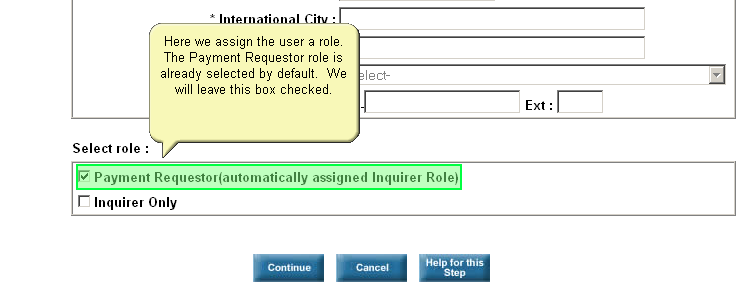 * International City :
Here we assign the user a role.
The Payment Requestor role is
already selected by default. We
will leave this box checked.
elect-
Ext :
Select role :
Payment Requestor(automatically assigned Inquirer Role)
Inquirer Only
Continue
Cancel
Help for this
Step